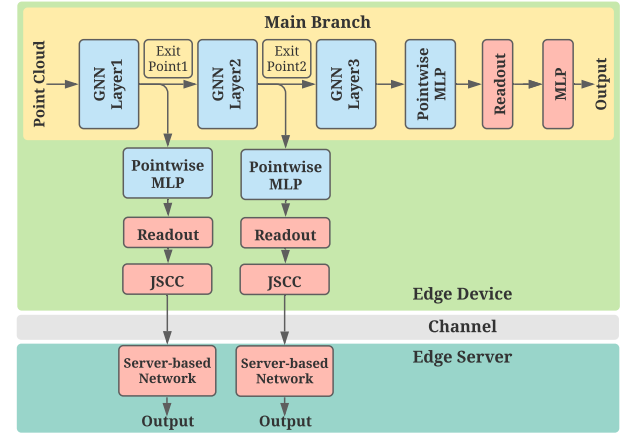 Main Branch
Point Cloud
GNN
Layer1
Exit
Point1
GNN
Layer2
Exit
Point2
GNN
Layer3
Pointwise
MLP
Readout
MLP
Output
Pointwise
MLP
Pointwise
MLP
Readout
Readout
JSCC
JSCC
Edge Device
Channel
Edge Server
Server-based
Network
Server-based
Network
Output
Output